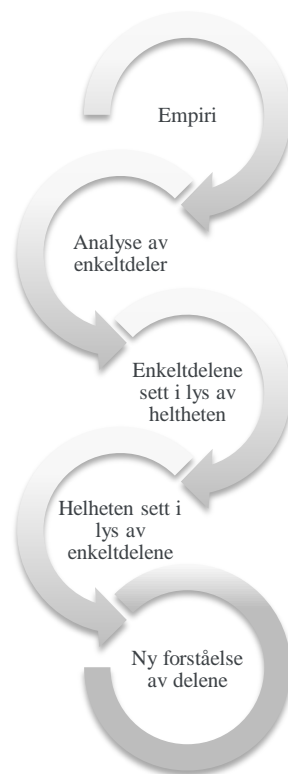 Empiri
Analyse av
enkeltdeler
Enkeltdelene
sett i lys av
heltheten
Helheten sett i
lys av
enkeltdelene
Ny forståelse
av delene